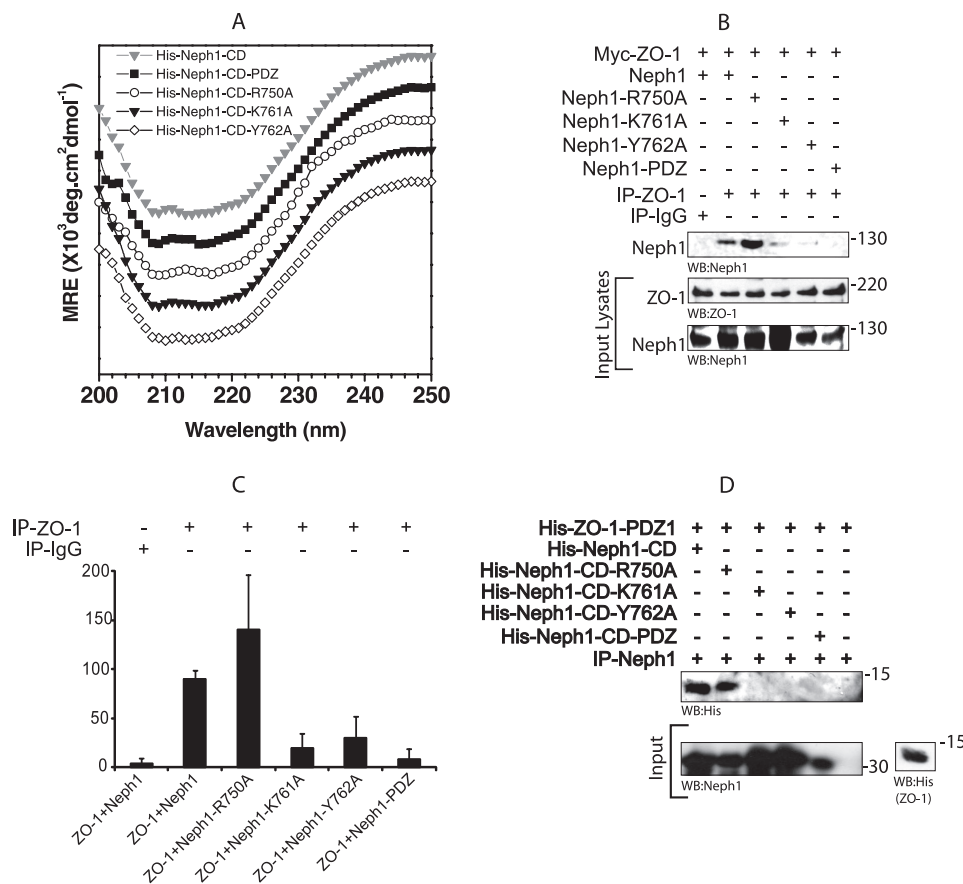 A
His-Neph1-CD
His-Neph1-CD-PDZ
His-Neph1-CD-R750A
His-Neph1-CD-K761A
His-Neph1-CD-Y762A
MRE (X10³deg.cm²dmol⁻¹)
200 210 220 230 240 250
Wavelength (nm)
B
Myc-ZO-1 + + + + + +
Neph1 + + - - - -
Neph1-R750A - - + - - -
Neph1-K761A - - - + - -
Neph1-Y762A - - - - + -
Neph1-PDZ - - - - - +
IP-ZO-1 - + + + + +
IP-IgG + - - - - -
Neph1 -130
WB:Neph1
Input Lysates
ZO-1 -220
WB:ZO-1
Neph1 -130
WB:Neph1
C
IP-ZO-1 - + + + + +
IP-IgG + - - - - -
200
150
100
50
0
ZO-1+Neph1
ZO-1+Neph1
ZO-1+Neph1-R750A
ZO-1+Neph1-K761A
ZO-1+Neph1-Y762A
ZO-1+Neph1-PDZ
D
His-ZO-1-PDZ1 + + + + + +
His-Neph1-CD + - - - - -
His-Neph1-CD-R750A - + - - - -
His-Neph1-CD-K761A - - + - - -
His-Neph1-CD-Y762A - - - + - -
His-Neph1-CD-PDZ - - - - + -
IP-Neph1 + + + + + +
-15
WB:His
Input
-30
WB:Neph1
-15
WB:His
(ZO-1)